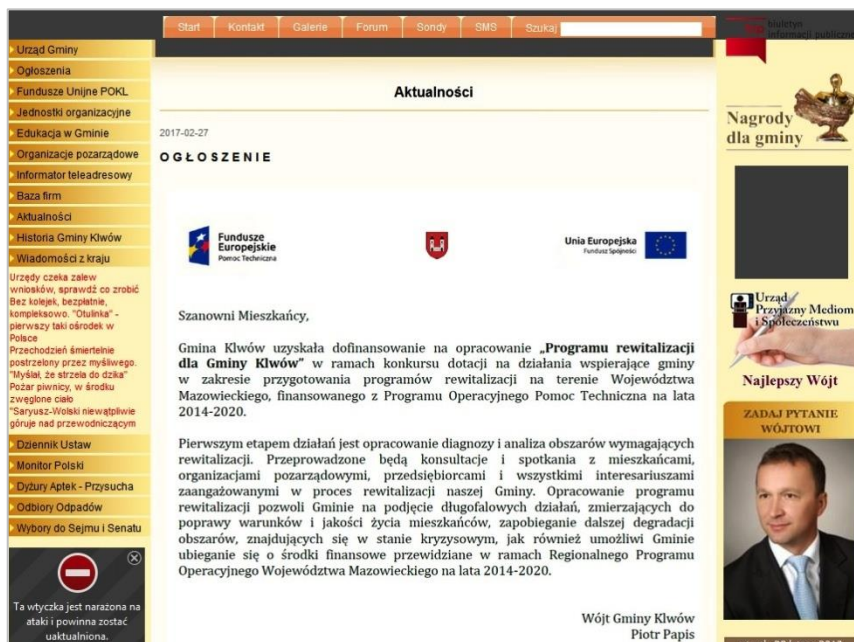 Start Kontakt Galerie Forum Sondy SMS Szukaj
biuletyn
informacji publicznej
Urząd Gminy
Ogłoszenia
Fundusze Unijne POKL
Jednostki organizacyjne
Edukacja w Gminie
Organizacje pozarządowe
Informator teleadresowy
Baza firm
Aktualności
Historia Gminy Klwów
Wiadomości z kraju
Urzędy czeka zalew
wniosków, sprawdź co zrobić
Bez kolejek, bezpłatnie,
kompleksowo. "Otulinka" -
pierwszy taki ośrodek w
Polsce
Przechodzień śmiertelnie
postrzelony przez myśliwego.
"Myślał, że strzela do dzika"
Pożar piwnicy, w środku
zwęglone ciało
"Saryusz-Wolski niewątpliwie
góruje nad przewodniczącym
Dziennik Ustaw
Monitor Polski
Dyżury Aptek - Przysucha
Odbiory Odpadów
Wybory do Sejmu i Senatu
Ta wtyczka jest narażona na
ataki i powinna zostać
uaktualniona.
Aktualności
2017-02-27
O G Ł O S Z E N I E
Fundusze
Europejskie
Pomoc Techniczna
Unia Europejska
Fundusz Spójności
Szanowni Mieszkańcy,
Gmina Klwów uzyskała dofinansowanie na opracowanie „Programu rewitalizacji
dla Gminy Klwów” w ramach konkursu dotacji na działania wspierające gminy
w zakresie przygotowania programów rewitalizacji na terenie Województwa
Mazowieckiego, finansowanego z Programu Operacyjnego Pomoc Techniczna na lata
2014-2020.
Pierwszym etapem działań jest opracowanie diagnozy i analiza obszarów wymagających
rewitalizacji. Przeprowadzone będą konsultacje i spotkania z mieszkańcami,
organizacjami pozarządowymi, przedsiębiorcami i wszystkimi interesariuszami
zaangażowanymi w proces rewitalizacji naszej Gminy. Opracowanie programu
rewitalizacji pozwoli Gminie na podjęcie długofalowych działań, zmierzających do
poprawy warunków i jakości życia mieszkańców, zapobieganie dalszej degradacji
obszarów, znajdujących się w stanie kryzysowym, jak również umożliwi Gminie
ubieganie się o środki finansowe przewidziane w ramach Regionalnego Programu
Operacyjnego Województwa Mazowieckiego na lata 2014-2020.
Wójt Gminy Klwów
Piotr Papis
Nagrody
dla gminy
Urząd
Przyjazny Mediom
i Społeczeństwu
Najlepszy Wójt
ZADAJ PYTANIE
WÓJTOWI